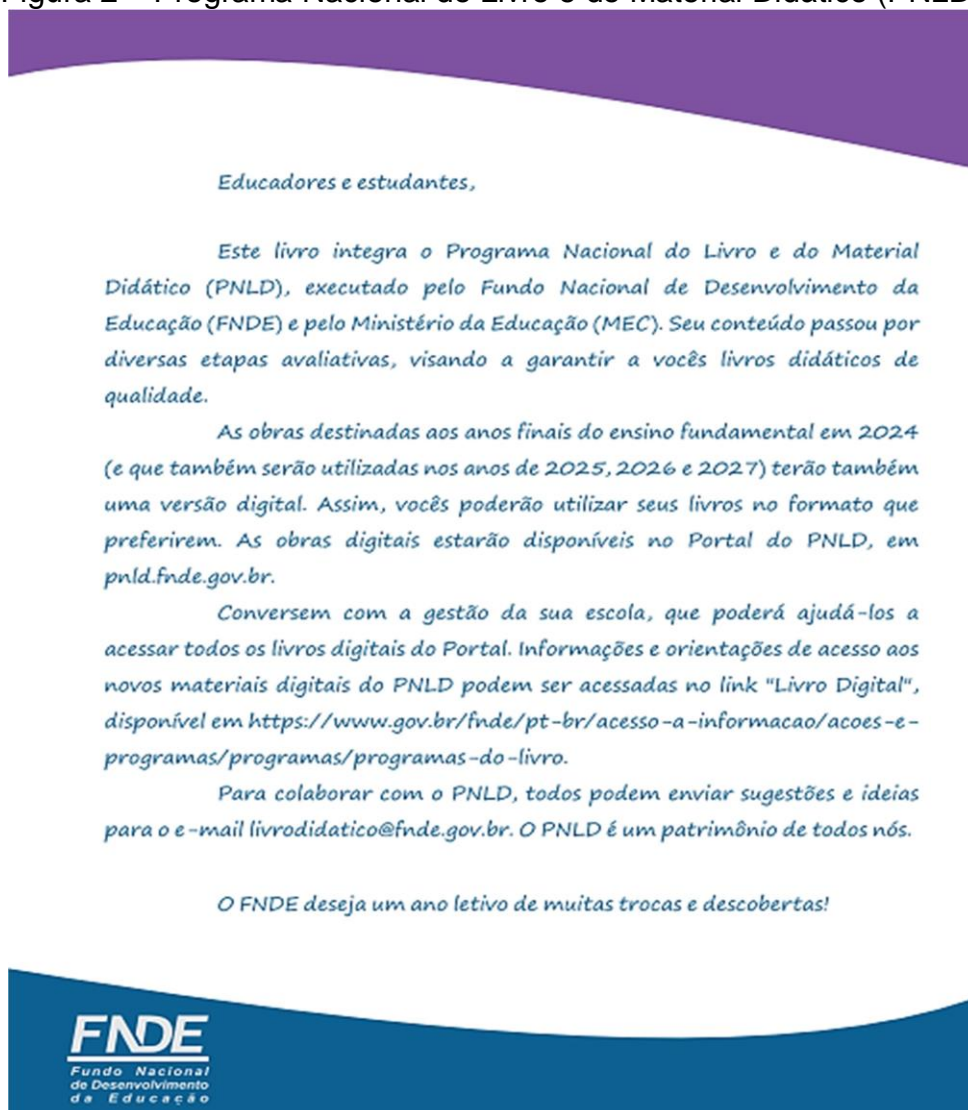 Figura 2 – Programa Nacional do Livro e do Material Didático (PNLD
Educadores e estudantes,
Este livro integra o Programa Nacional do Livro e do Material
Didático (PNLD), executado pelo Fundo Nacional de Desenvolvimento da
Educação (FNDE) e pelo Ministério da Educação (MEC). Seu conteúdo passou por
diversas etapas avaliativas, visando a garantir a vocês livros didáticos de
qualidade.
As obras destinadas aos anos finais do ensino fundamental em 2024
(e que também serão utilizadas nos anos de 2025, 2026 e 2027) terão também
uma versão digital. Assim, vocês poderão utilizar seus livros no formato que
preferirem. As obras digitais estarão disponíveis no Portal do PNLD, em
pnld.fnde.gov.br.
Conversem com a gestão da sua escola, que poderá ajudá-los a
acessar todos os livros digitais do Portal. Informações e orientações de acesso aos
novos materiais digitais do PNLD podem ser acessadas no link "Livro Digital",
disponível em https://www.gov.br/fnde/pt-br/acesso-a-informacao/acoes-e-
programas/programas/programas-do-livro.
Para colaborar com o PNLD, todos podem enviar sugestões e ideias
para o e-mail livrodidatico@fnde.gov.br. O PNLD é um patrimônio de todos nós.
O FNDE deseja um ano letivo de muitas trocas e descobertas!
FNDE
Fundo Nacional
de Desenvolvimento
da Educação